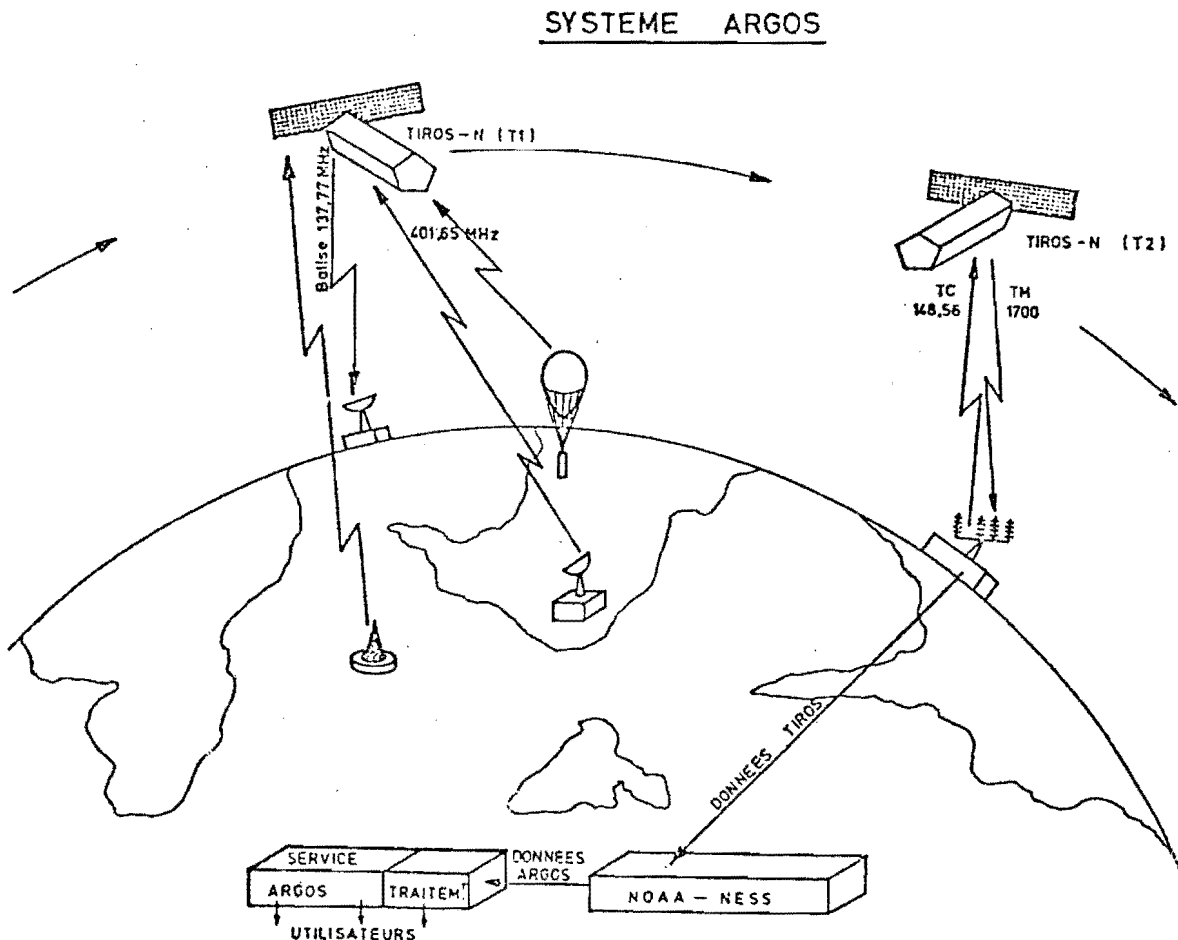 SYSTEME ARGOS
TIROS-N (T1)
Balise 137,77 MHz
401,65 MHz
TIROS-N (T2)
TC
148,56
TM
1700
DONNEES TIROS
SERVICE
ARGOS
TRAITEMT
DONNEES
ARGOS
NOAA — NESS
UTILISATEURS